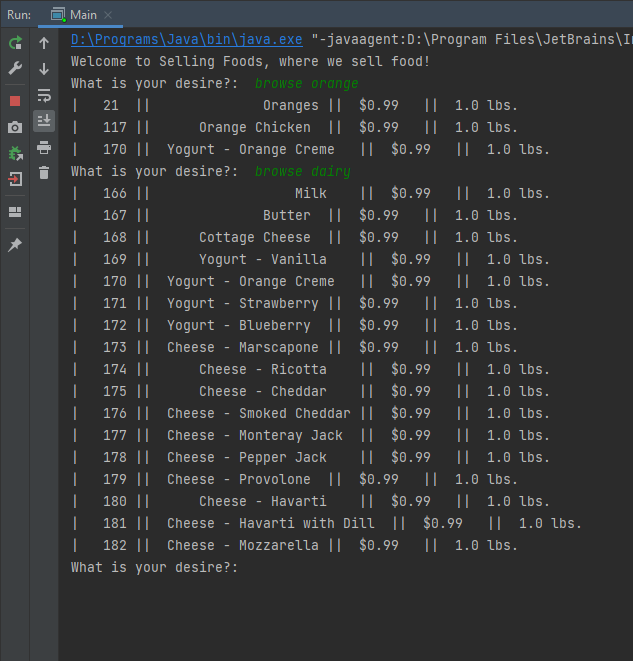 Run: Main ×
D:\Programs\Java\bin\java.exe "-javaagent:D:\Program Files\JetBrains\In
Welcome to Selling Foods, where we sell food!
What is your desire?: browse orange
| 21 || Oranges || $0.99 || 1.0 lbs.
| 117 || Orange Chicken || $0.99 || 1.0 lbs.
| 170 || Yogurt - Orange Creme || $0.99 || 1.0 lbs.
What is your desire?: browse dairy
| 166 || Milk || $0.99 || 1.0 lbs.
| 167 || Butter || $0.99 || 1.0 lbs.
| 168 || Cottage Cheese || $0.99 || 1.0 lbs.
| 169 || Yogurt - Vanilla || $0.99 || 1.0 lbs.
| 170 || Yogurt - Orange Creme || $0.99 || 1.0 lbs.
| 171 || Yogurt - Strawberry || $0.99 || 1.0 lbs.
| 172 || Yogurt - Blueberry || $0.99 || 1.0 lbs.
| 173 || Cheese - Marscapone || $0.99 || 1.0 lbs.
| 174 || Cheese - Ricotta || $0.99 || 1.0 lbs.
| 175 || Cheese - Cheddar || $0.99 || 1.0 lbs.
| 176 || Cheese - Smoked Cheddar || $0.99 || 1.0 lbs.
| 177 || Cheese - Monteray Jack || $0.99 || 1.0 lbs.
| 178 || Cheese - Pepper Jack || $0.99 || 1.0 lbs.
| 179 || Cheese - Provolone || $0.99 || 1.0 lbs.
| 180 || Cheese - Havarti || $0.99 || 1.0 lbs.
| 181 || Cheese - Havarti with Dill || $0.99 || 1.0 lbs.
| 182 || Cheese - Mozzarella || $0.99 || 1.0 lbs.
What is your desire?: